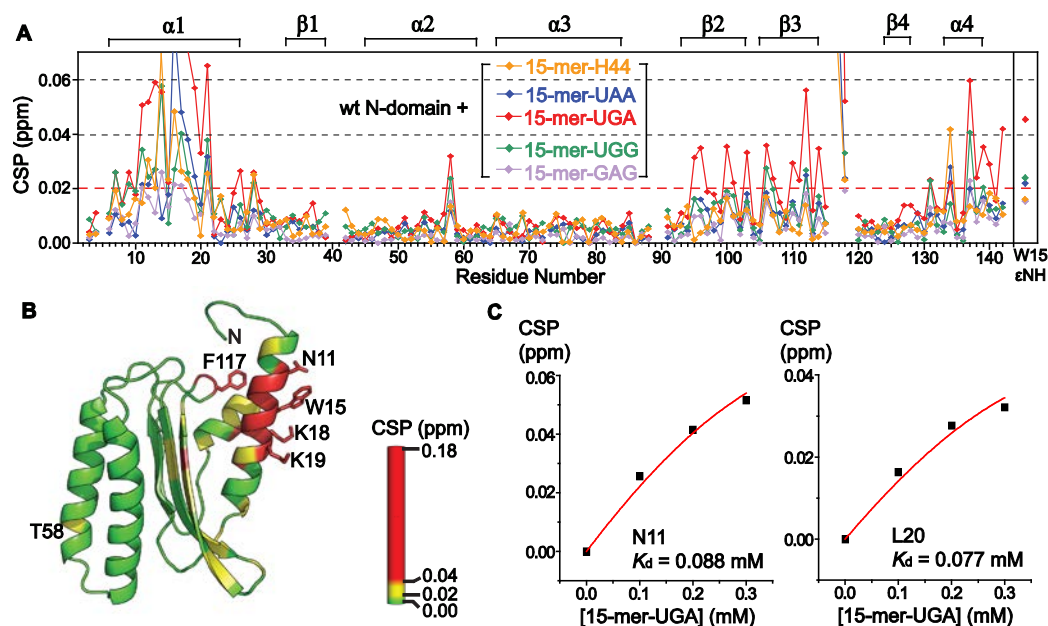 α1 β1 α2 α3 β2 β3 β4 α4
A
CSP (ppm)
0.06
0.04
0.02
0.00
wt N-domain +
15-mer-H44
15-mer-UAA
15-mer-UGA
15-mer-UGG
15-mer-GAG
10 20 30 40 50 60 70 80 90 100 110 120 130 140
W15
εNH
Residue Number
B
N
F117
N11
W15
K18
K19
T58
CSP (ppm)
0.18
0.04
0.02
0.00
C
CSP
(ppm)
0.06
0.04
0.02
0.00
N11
Kd = 0.088 mM
0.0 0.1 0.2 0.3
[15-mer-UGA] (mM)
CSP
(ppm)
0.04
0.02
0.00
L20
Kd = 0.077 mM
0.0 0.1 0.2 0.3
[15-mer-UGA] (mM)